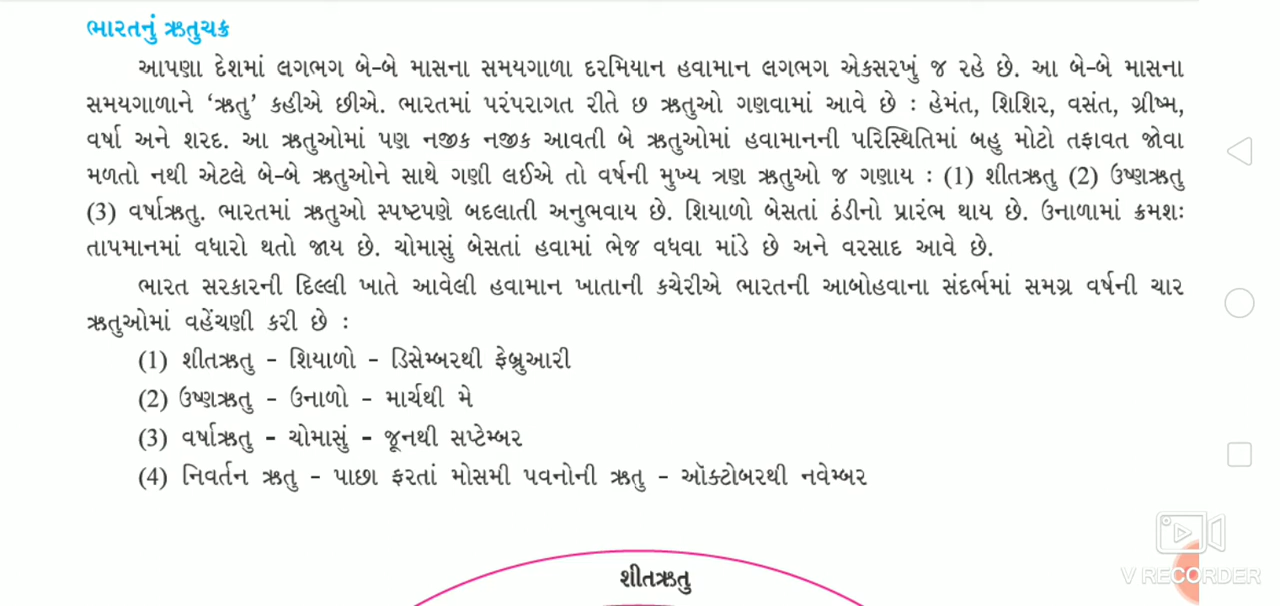 ભારતનું ઋતુચક્ર
આપણા દેશમાં લગભગ બે-બે માસના સમયગાળા દરમિયાન હવામાન લગભગ એકસરખું જ રહે છે. આ બે-બે માસના
સમયગાળાને ‘ઋતુ’ કહીએ છીએ. ભારતમાં પરંપરાગત રીતે છ ઋતુઓ ગણવામાં આવે છે : હેમંત, શિશિર, વસંત, ગ્રીષ્મ,
વર્ષા અને શરદ. આ ઋતુઓમાં પણ નજીક નજીક આવતી બે ઋતુઓમાં હવામાનની પરિસ્થિતિમાં બહુ મોટો તફાવત જોવા
મળતો નથી એટલે બે-બે ઋતુઓને સાથે ગણી લઈએ તો વર્ષની મુખ્ય ત્રણ ઋતુઓ જ ગણાય : (1) શીતઋતુ (2) ઉષ્ણઋતુ
(3) વર્ષાઋતુ. ભારતમાં ઋતુઓ સ્પષ્ટપણે બદલાતી અનુભવાય છે. શિયાળો બેસતાં ઠંડીનો પ્રારંભ થાય છે. ઉનાળામાં ક્રમશઃ
તાપમાનમાં વધારો થતો જાય છે. ચોમાસું બેસતાં હવામાં ભેજ વધવા માંડે છે અને વરસાદ આવે છે.
ભારત સરકારની દિલ્લી ખાતે આવેલી હવામાન ખાતાની કચેરીએ ભારતની આબોહવાના સંદર્ભમાં સમગ્ર વર્ષની ચાર
ઋતુઓમાં વહેંચણી કરી છે :
(1) શીતઋતુ - શિયાળો - ડિસેમ્બરથી ફેબ્રુઆરી
(2) ઉષ્ણઋતુ - ઉનાળો - માર્ચથી મે
(3) વર્ષાઋતુ - ચોમાસું - જૂનથી સપ્ટેમ્બર
(4) નિવર્તન ઋતુ - પાછા ફરતાં મોસમી પવનોની ઋતુ - ઑક્ટોબરથી નવેમ્બર
શીતઋતુ
V RECORDER